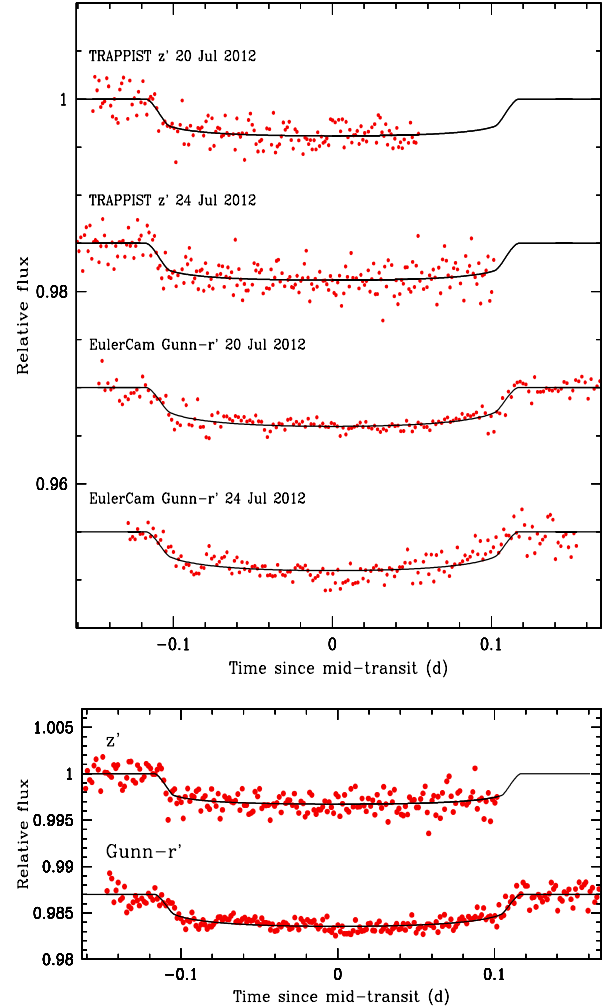 TRAPPIST z' 20 Jul 2012
1
TRAPPIST z' 24 Jul 2012
Relative flux
0.98
EulerCam Gunn-r' 20 Jul 2012
0.96
EulerCam Gunn-r' 24 Jul 2012
-0.1 0 0.1
Time since mid-transit (d)
1.005
z'
1
0.995
Relative flux
0.99
Gunn-r'
0.985
0.98
-0.1 0 0.1
Time since mid-transit (d)